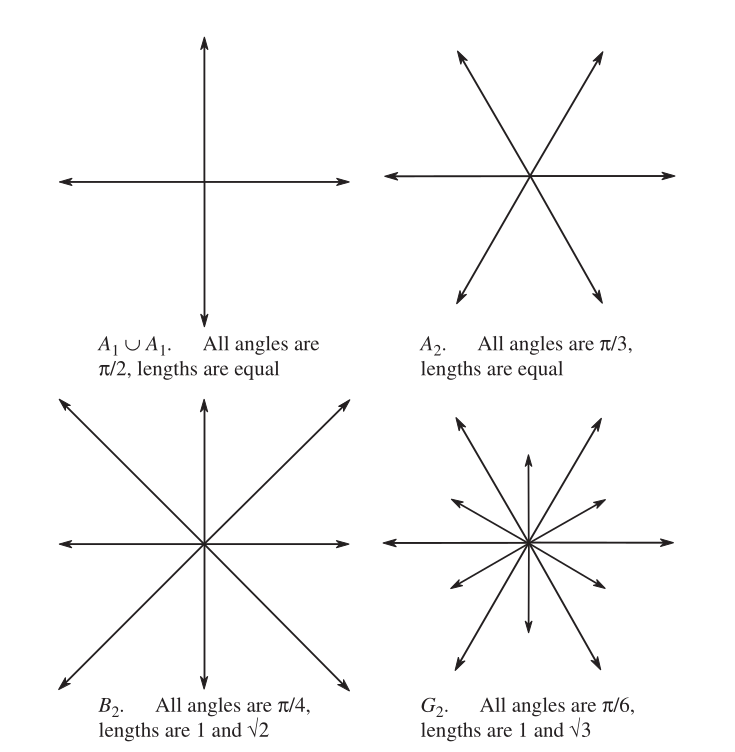 A₁ ∪ A₁. All angles are
π/2, lengths are equal
A₂. All angles are π/3,
lengths are equal
B₂. All angles are π/4,
lengths are 1 and √2
G₂. All angles are π/6,
lengths are 1 and √3